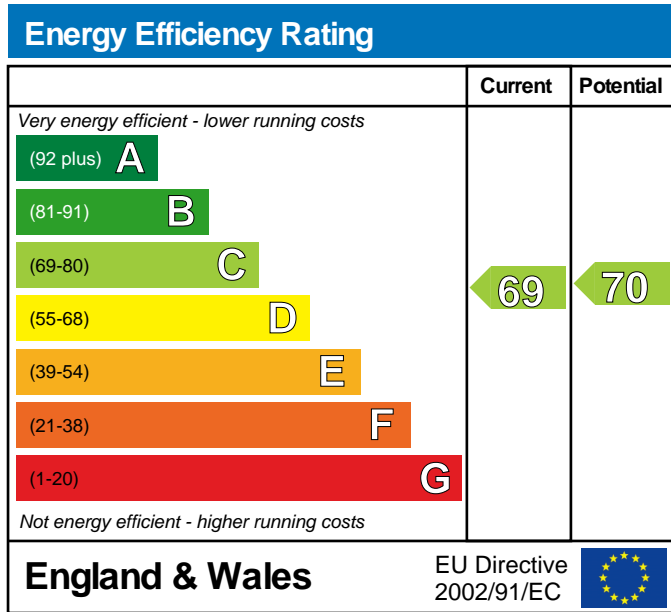 Energy Efficiency Rating
Current Potential
Very energy efficient - lower running costs
(92 plus) A
(81-91) B
(69-80) C
69 70
(55-68) D
(39-54) E
(21-38) F
(1-20) G
Not energy efficient - higher running costs
England & Wales
EU Directive
2002/91/EC